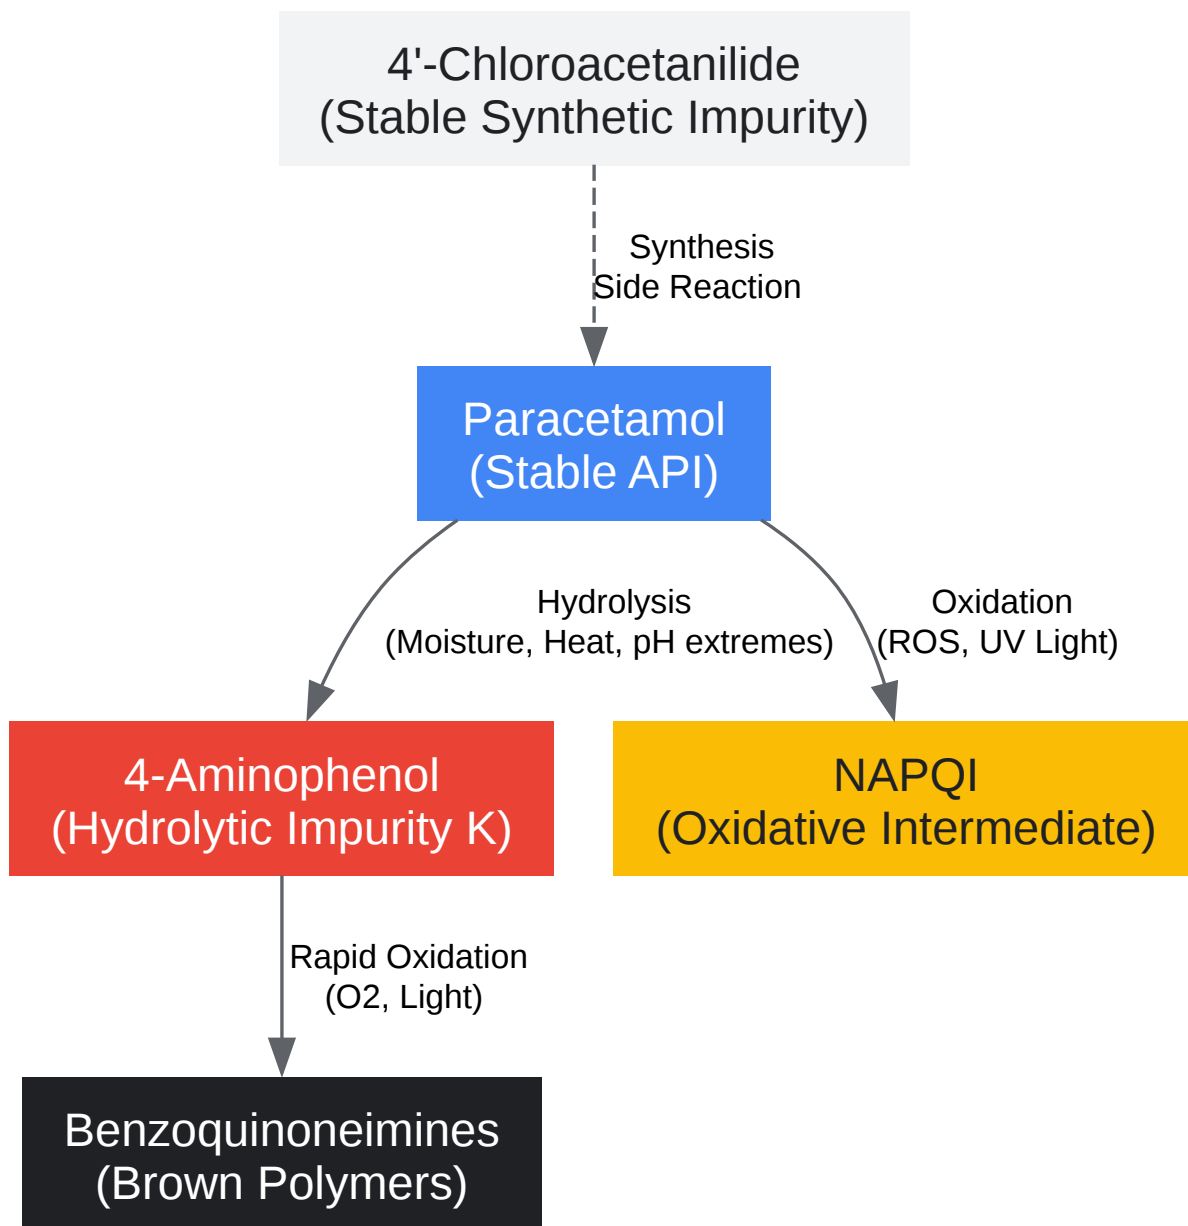 4'-Chloroacetanilide
(Stable Synthetic Impurity)
Synthesis
Side Reaction
Paracetamol
(Stable API)
Hydrolysis
(Moisture, Heat, pH extremes)
Oxidation
(ROS, UV Light)
4-Aminophenol
(Hydrolytic Impurity K)
NAPQI
(Oxidative Intermediate)
Rapid Oxidation
(O2, Light)
Benzoquinoneimines
(Brown Polymers)